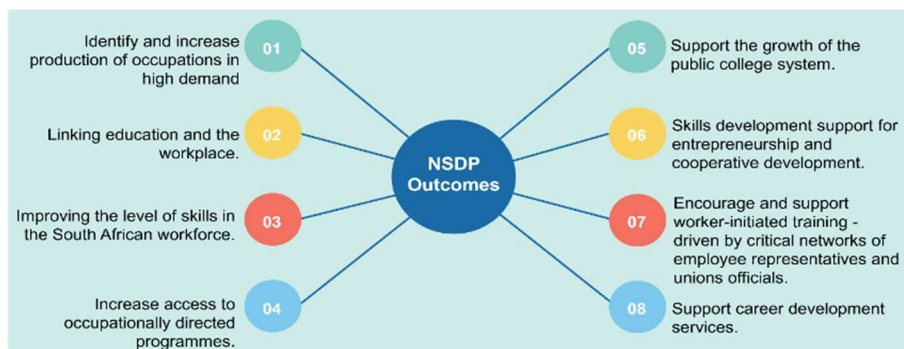 01
Identify and increase
production of occupations in
high demand
02
Linking education and the
workplace.
03
Improving the level of skills in
the South African workforce.
04
Increase access to
occupationally directed
programmes.
NSDP
Outcomes
05
Support the growth of the
public college system.
06
Skills development support for
entrepreneurship and
cooperative development.
07
Encourage and support
worker-initiated training -
driven by critical networks of
employee representatives and
unions officials.
08
Support career development
services.